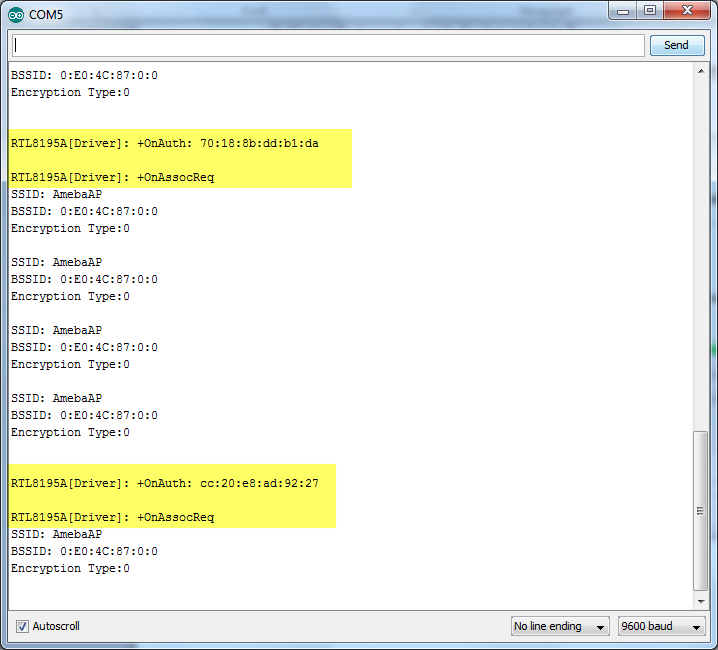 COM5
Send
BSSID: 0:E0:4C:87:0:0
Encryption Type:0
RTL8195A[Driver]: +OnAuth: 70:18:8b:dd:b1:da
RTL8195A[Driver]: +OnAssocReq
SSID: AmebaAP
BSSID: 0:E0:4C:87:0:0
Encryption Type:0
SSID: AmebaAP
BSSID: 0:E0:4C:87:0:0
Encryption Type:0
SSID: AmebaAP
BSSID: 0:E0:4C:87:0:0
Encryption Type:0
SSID: AmebaAP
BSSID: 0:E0:4C:87:0:0
Encryption Type:0
RTL8195A[Driver]: +OnAuth: cc:20:e8:ad:92:27
RTL8195A[Driver]: +OnAssocReq
SSID: AmebaAP
BSSID: 0:E0:4C:87:0:0
Encryption Type:0
Autoscroll
No line ending
9600 baud